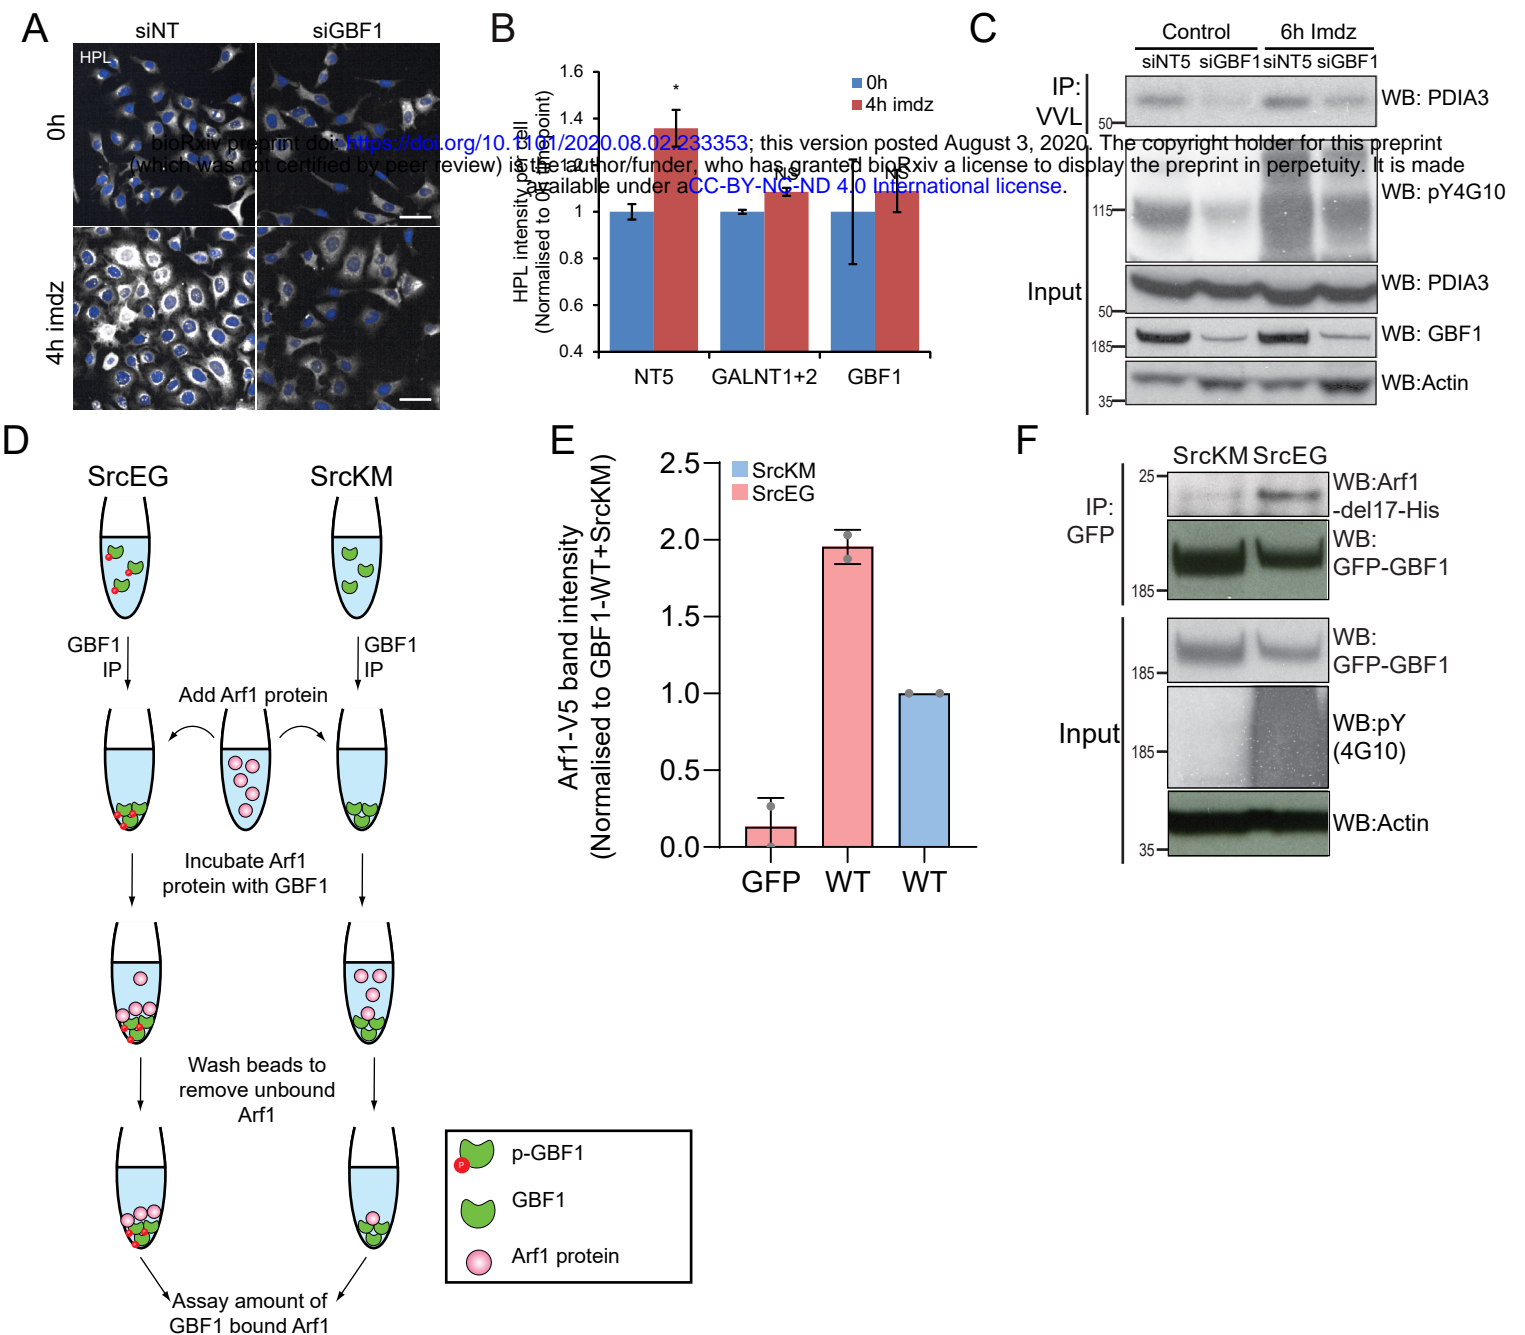 A
siNT
siGBF1
HPL
0h
4h imdz
B
HPL intensity per cell
(Normalised to 0h timepoint)
1.6
1.4
1.2
1
0.8
0.6
0.4
0h
4h imdz
*
NS
NS
NT5
GALNT1+2
GBF1
C
Control
6h Imdz
siNT5 siGBF1 siNT5 siGBF1
IP:
VVL
50
WB: PDIA3
115
WB: pY4G10
Input
WB: PDIA3
50
WB: GBF1
185
WB:Actin
35
bioRxiv preprint doi: https://doi.org/10.1101/2020.08.02.233353; this version posted August 3, 2020. The copyright holder for this preprint
(which was not certified by peer review) is the author/funder, who has granted bioRxiv a license to display the preprint in perpetuity. It is made
available under aCC-BY-NC-ND 4.0 International license.
D
SrcEG
SrcKM
GBF1
IP
GBF1
IP
Add Arf1 protein
Incubate Arf1
protein with GBF1
Wash beads to
remove unbound
Arf1
Assay amount of
GBF1 bound Arf1
P
p-GBF1
GBF1
Arf1 protein
E
Arf1-V5 band intensity
(Normalised to GBF1-WT+SrcKM)
2.5
2.0
1.5
1.0
0.5
0.0
SrcKM
SrcEG
GFP
WT
WT
F
SrcKM SrcEG
IP:
GFP
25
WB:Arf1
-del17-His
WB:
GFP-GBF1
185
Input
WB:
GFP-GBF1
185
WB:pY
(4G10)
185
WB:Actin
35